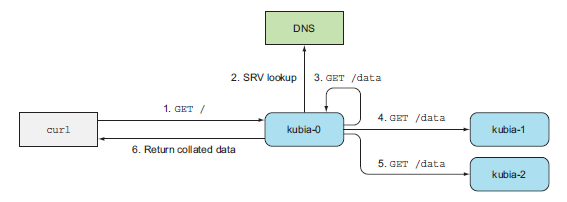 DNS
2. SRV lookup
3. GET /data
1. GET /
4. GET /data
curl
kubia-0
kubia-1
6. Return collated data
5. GET /data
kubia-2